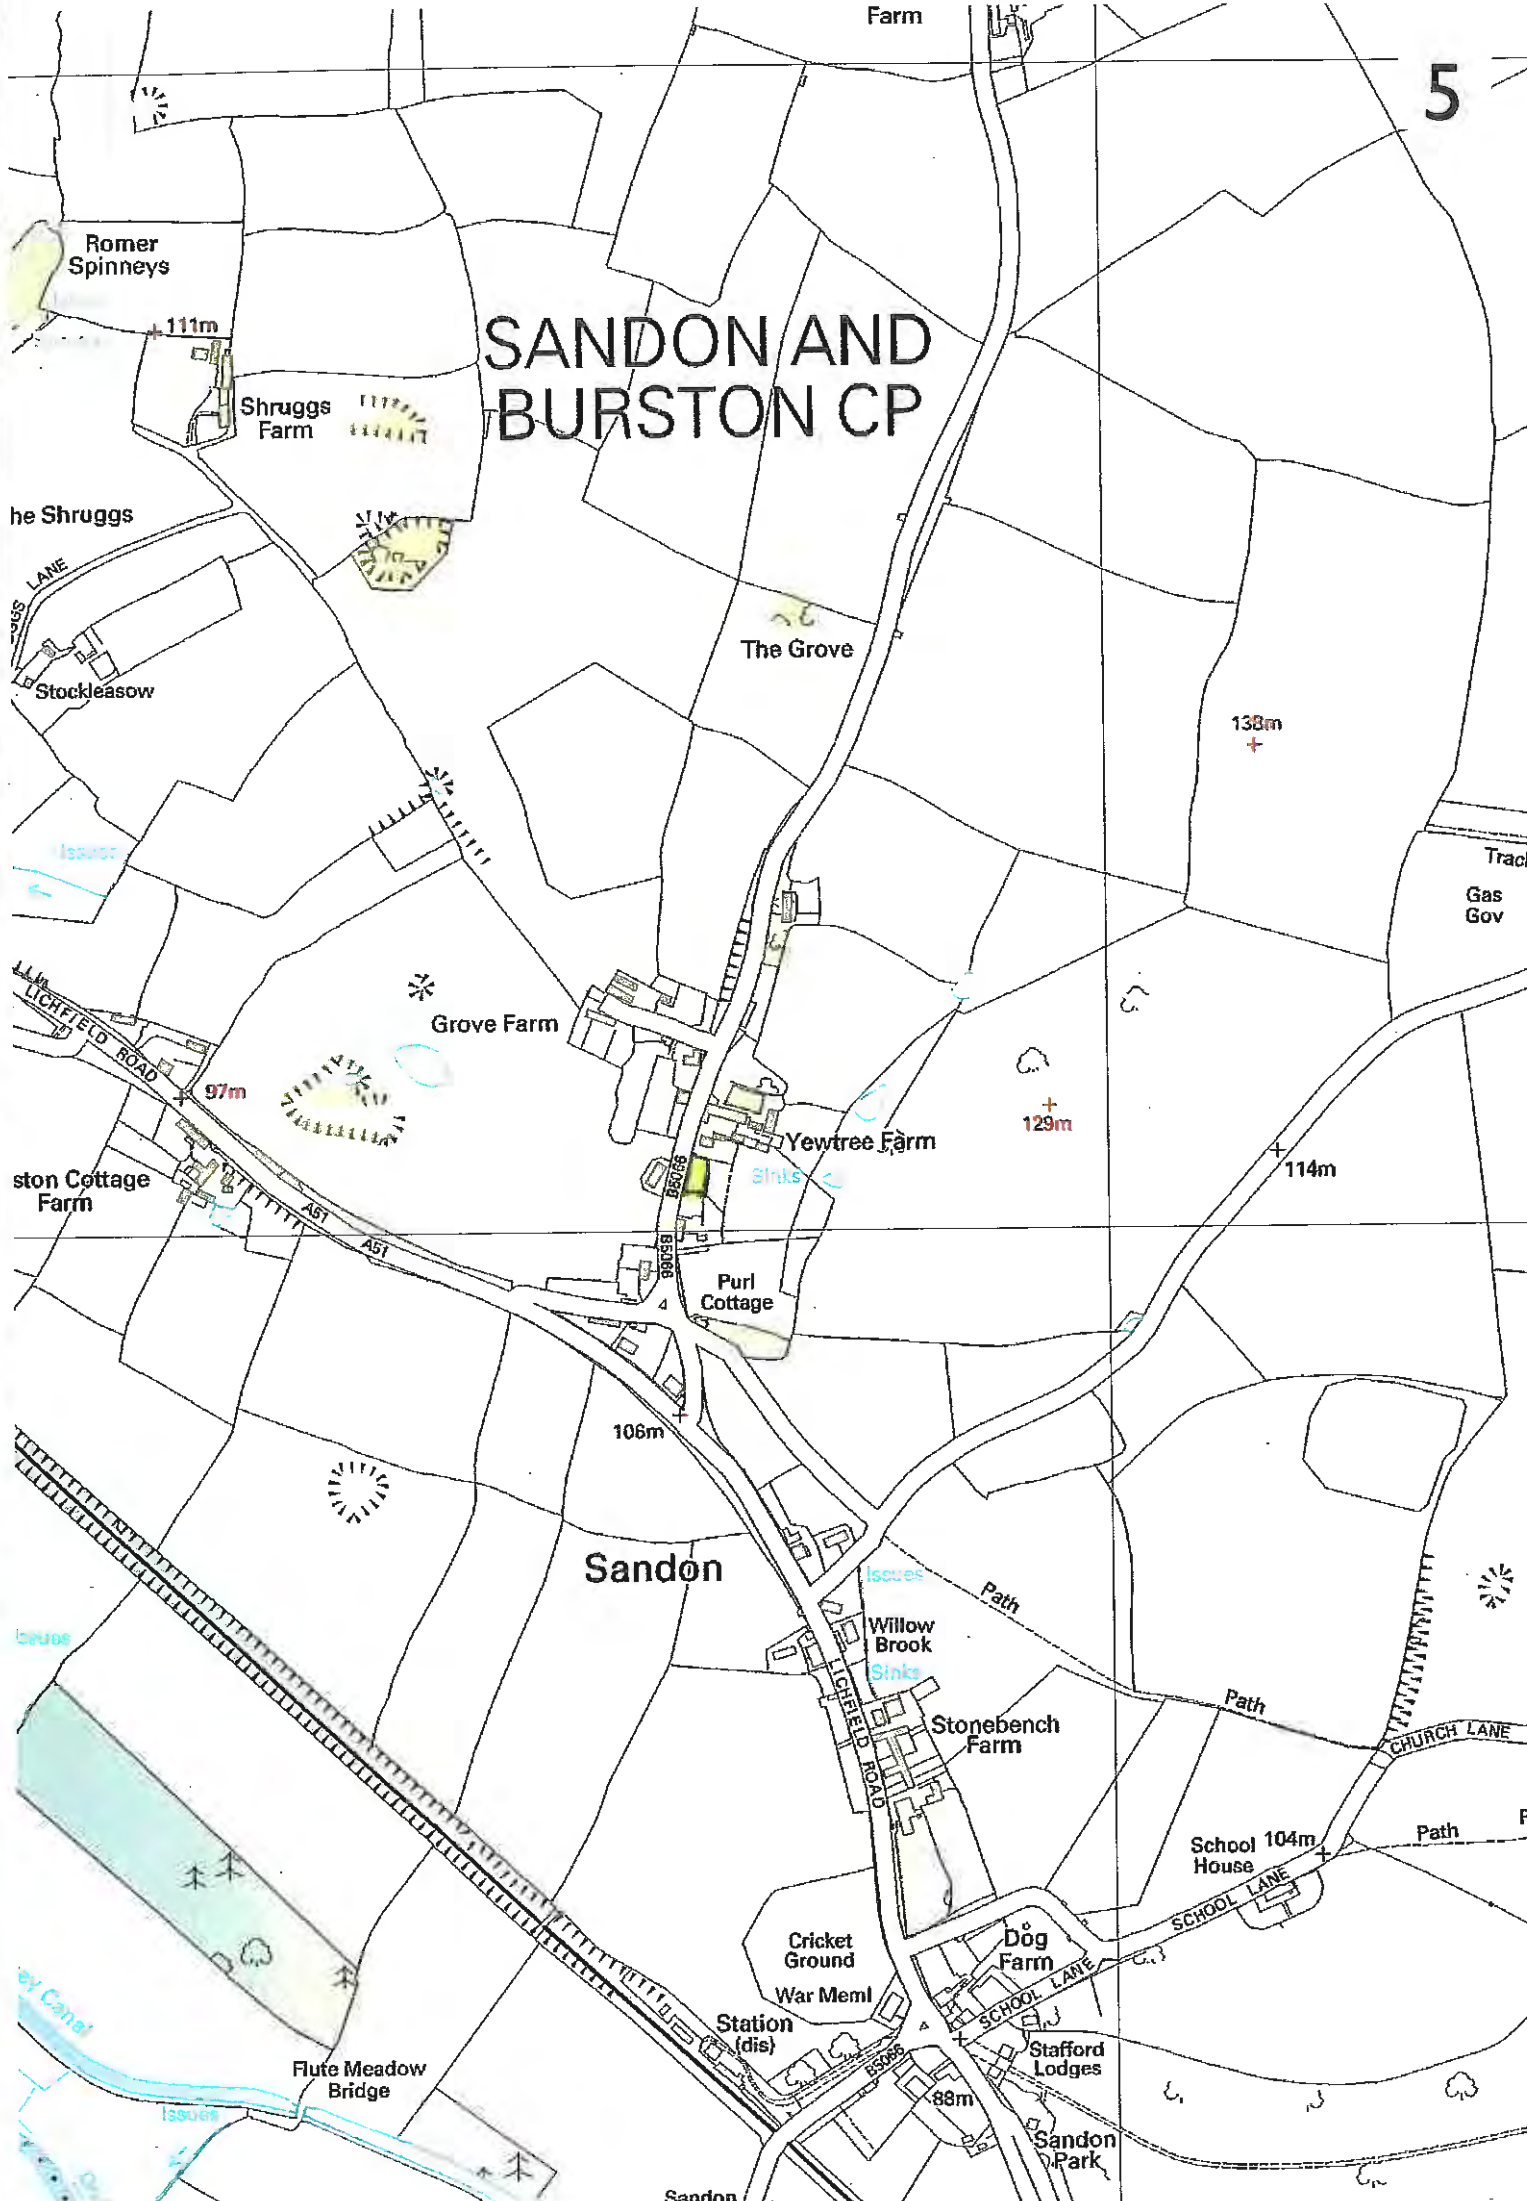 Farm
5
Romer
Spinneys
111m
SANDON AND
BURSTON CP
Shruggs
Farm
he Shruggs
LANE
GGS
The Grove
Stockleasow
138m
Issues
Track
Gas
Gov
LICHFIELD ROAD
Grove Farm
97m
129m
Yewtree Farm
Sinks
114m
B5066
ston Cottage
Farm
A51
A51
B5066
Purl
Cottage
106m
Sandon
Issues
Path
Willow
Brook
Sinks
LICHFIELD ROAD
Path
Stonebench
Farm
CHURCH LANE
School
House
104m
Path
P
SCHOOL LANE
Cricket
Ground
Dog
Farm
War Meml
SCHOOL LANE
ey Canal
Station
(dis)
B5066
Stafford
Lodges
Flute Meadow
Bridge
88m
Issues
Sandon
Park
Sandon